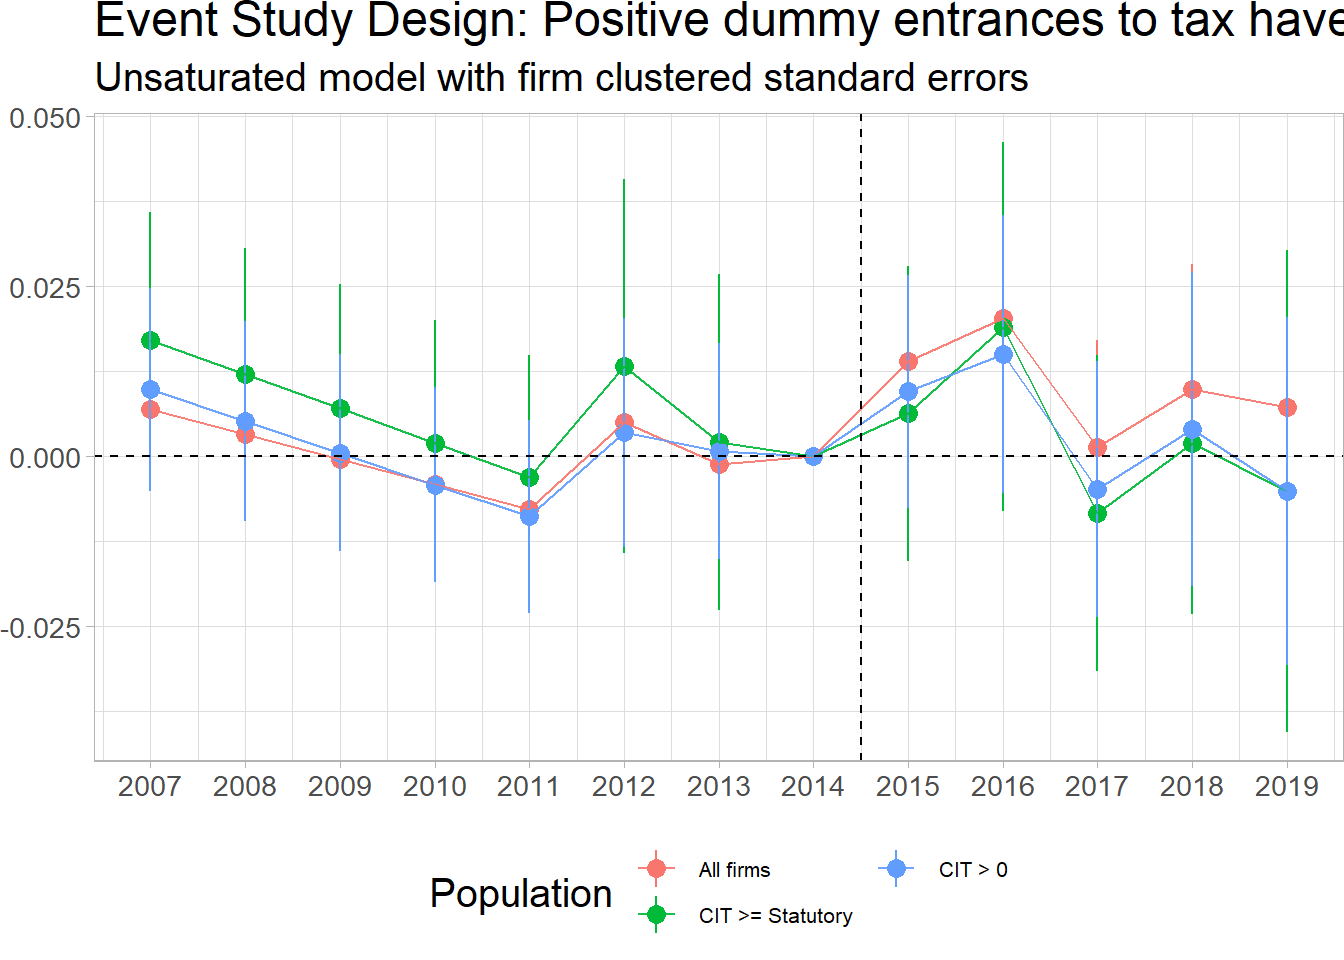 Event Study Design: Positive dummy entrances to tax have
Unsaturated model with firm clustered standard errors
0.050
0.025
0.000
-0.025
2007 2008 2009 2010 2011 2012 2013 2014 2015 2016 2017 2018 2019
Population
All firms
CIT >= Statutory
CIT > 0